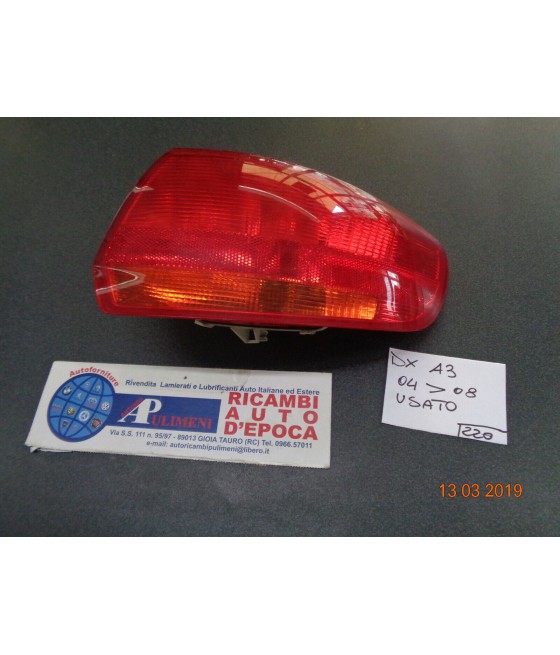 Autoforniture
Rivendita Lamierati e Lubrificanti Auto Italiane ed Estere
RICAMBI
AUTO
D'EPOCA
APULIMENI
Via S.S. 111 n. 95/97 - 89013 GIOIA TAURO (RC) Tel. 0966.57011
e-mail: autoricambipulimeni@libero.it
DX A3
04 > 08
USATO
220
13 03 2019